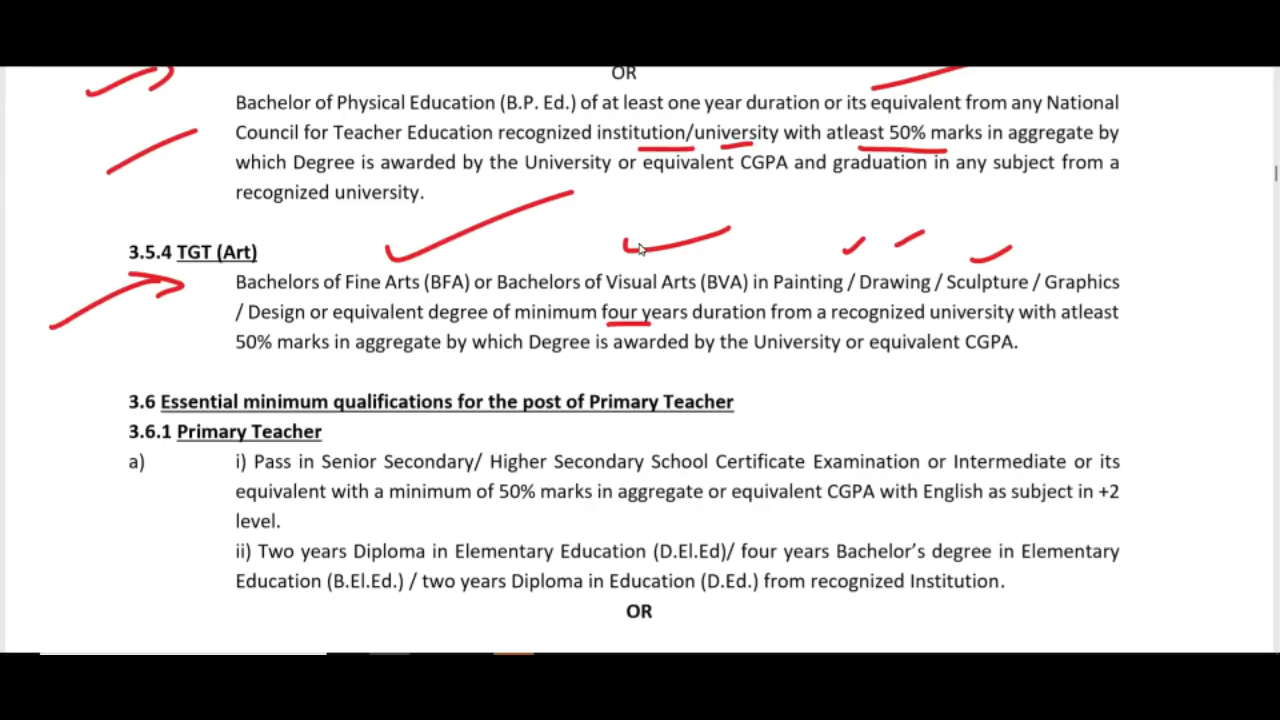 OR
Bachelor of Physical Education (B.P. Ed.) of at least one year duration or its equivalent from any National
Council for Teacher Education recognized institution/university with atleast 50% marks in aggregate by
which Degree is awarded by the University or equivalent CGPA and graduation in any subject from a
recognized university.
3.5.4 TGT (Art)
Bachelors of Fine Arts (BFA) or Bachelors of Visual Arts (BVA) in Painting / Drawing / Sculpture / Graphics
/ Design or equivalent degree of minimum four years duration from a recognized university with atleast
50% marks in aggregate by which Degree is awarded by the University or equivalent CGPA.
3.6 Essential minimum qualifications for the post of Primary Teacher
3.6.1 Primary Teacher
a) i) Pass in Senior Secondary/ Higher Secondary School Certificate Examination or Intermediate or its
equivalent with a minimum of 50% marks in aggregate or equivalent CGPA with English as subject in +2
level.
ii) Two years Diploma in Elementary Education (D.El.Ed)/ four years Bachelor’s degree in Elementary
Education (B.El.Ed.) / two years Diploma in Education (D.Ed.) from recognized Institution.
OR